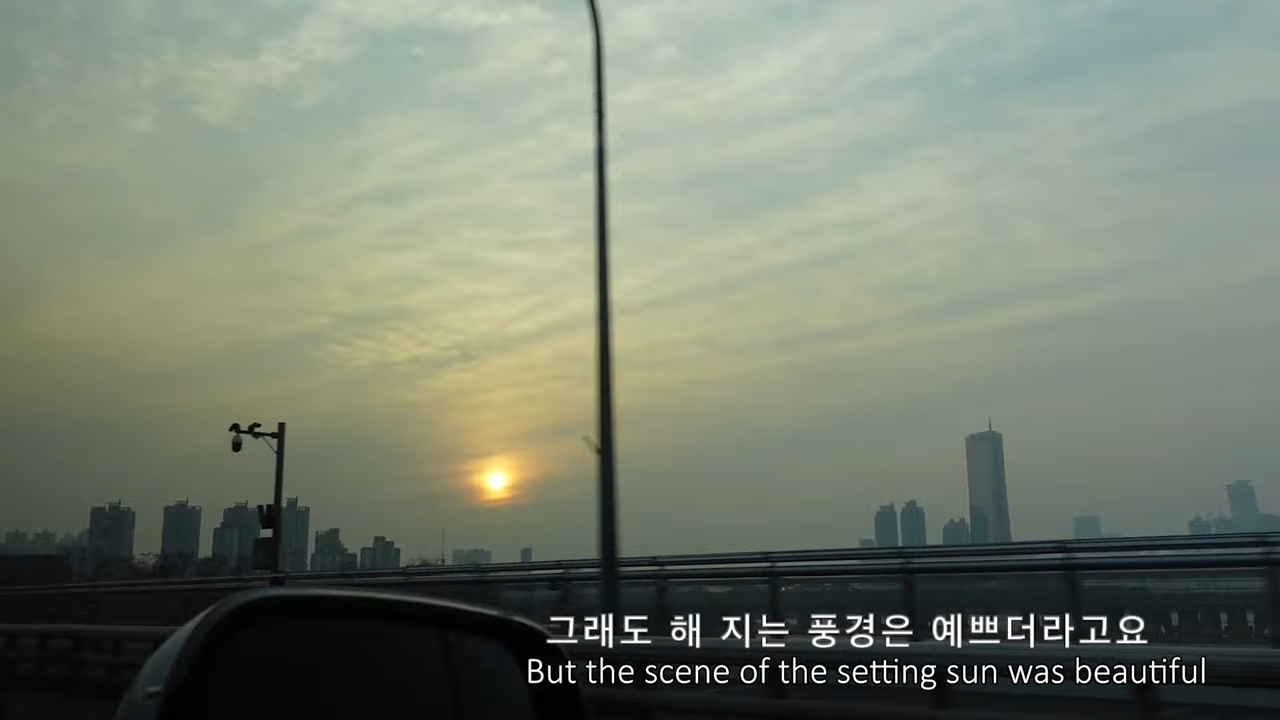 그래도 해 지는 풍경은 예쁘더라고요
But the scene of the setting sun was beautiful